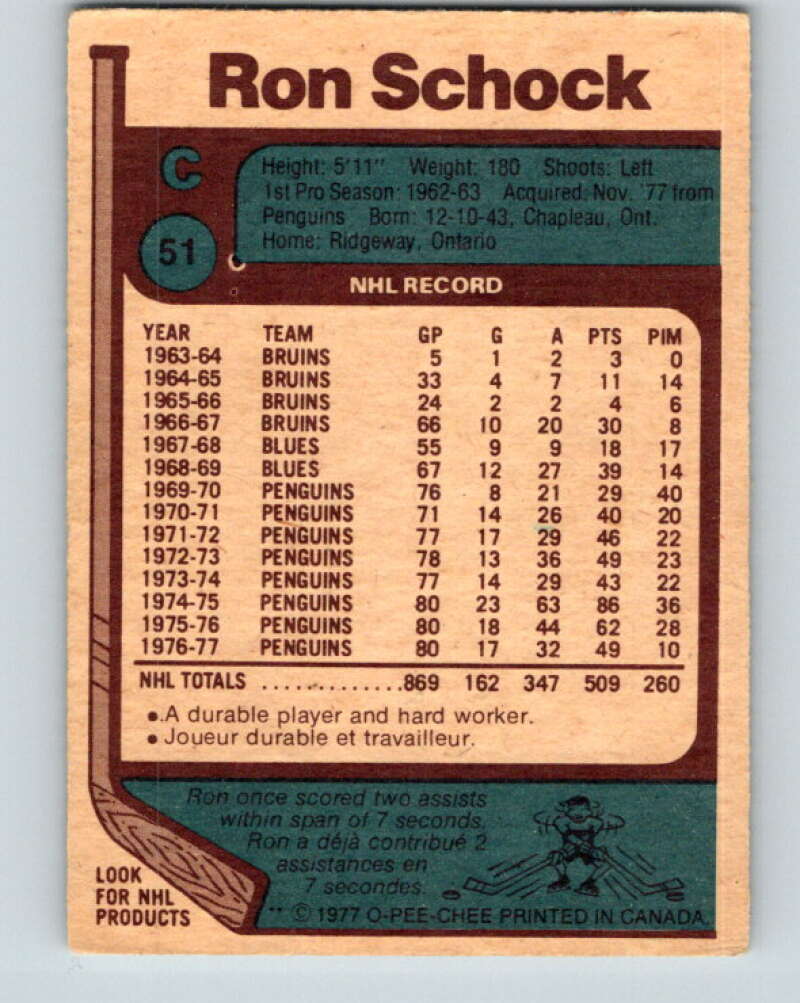 Ron Schock
C
51
Height: 5'11" Weight: 180 Shoots: Left
1st Pro Season: 1962-63 Acquired: Nov. '77 from
Penguins Born: 12-10-43, Chapleau, Ont.
Home: Ridgeway, Ontario
NHL RECORD
YEAR TEAM GP G A PTS PIM
1963-64 BRUINS 5 1 2 3 0
1964-65 BRUINS 33 4 7 11 14
1965-66 BRUINS 24 2 2 4 6
1966-67 BRUINS 66 10 20 30 8
1967-68 BLUES 55 9 9 18 17
1968-69 BLUES 67 12 27 39 14
1969-70 PENGUINS 76 8 21 29 40
1970-71 PENGUINS 71 14 26 40 20
1971-72 PENGUINS 77 17 29 46 22
1972-73 PENGUINS 78 13 36 49 23
1973-74 PENGUINS 77 14 29 43 22
1974-75 PENGUINS 80 23 63 86 36
1975-76 PENGUINS 80 18 44 62 28
1976-77 PENGUINS 80 17 32 49 10
NHL TOTALS ..............869 162 347 509 260
• A durable player and hard worker.
• Joueur durable et travailleur.
Ron once scored two assists
within span of 7 seconds.
Ron a déjà contribué 2
assistances en
7 secondes.
LOOK
FOR NHL
PRODUCTS
** © 1977 O-PEE-CHEE PRINTED IN CANADA.